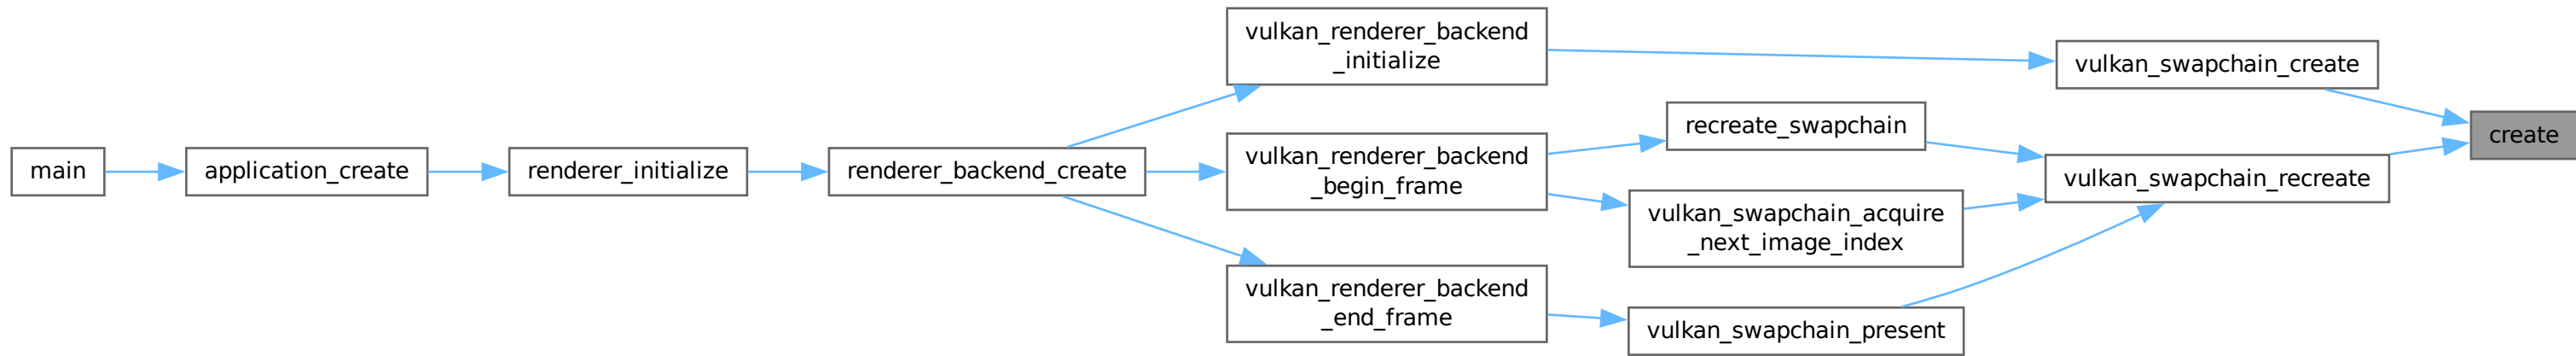 main
application_create
renderer_initialize
renderer_backend_create
vulkan_renderer_backend
_initialize
vulkan_renderer_backend
_begin_frame
vulkan_renderer_backend
_end_frame
recreate_swapchain
vulkan_swapchain_acquire
_next_image_index
vulkan_swapchain_present
vulkan_swapchain_create
vulkan_swapchain_recreate
create